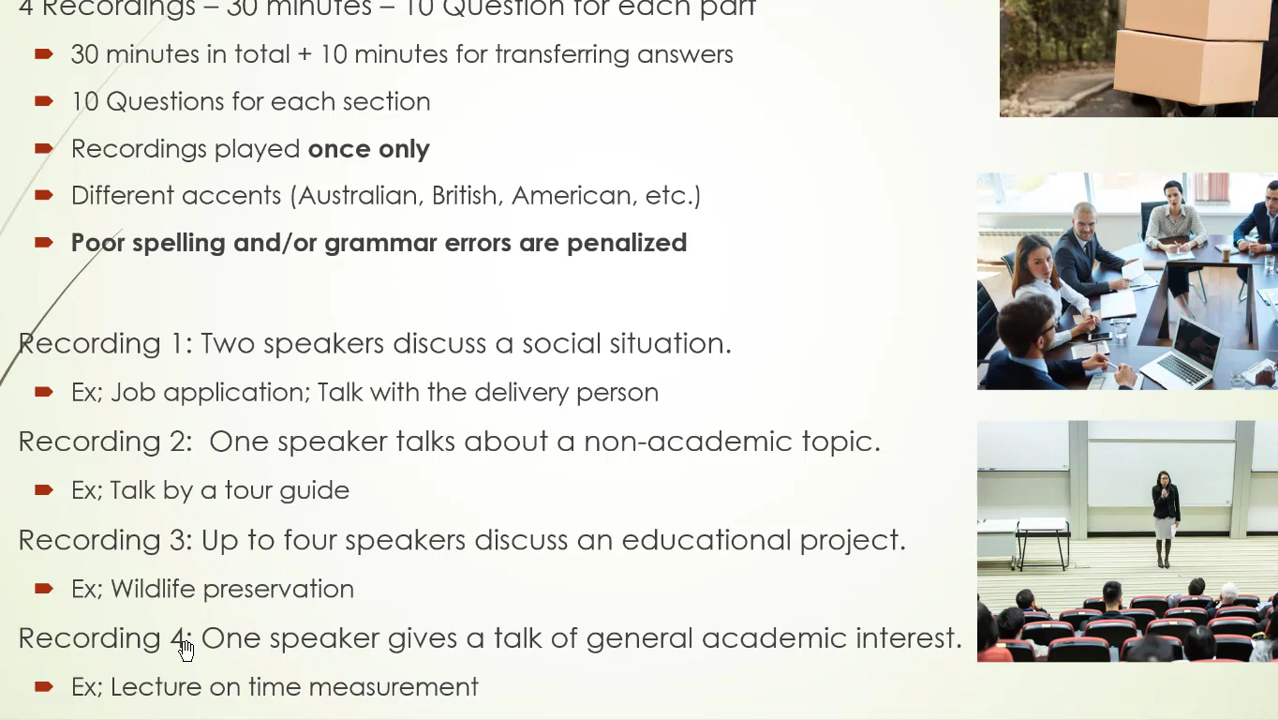 4 Recordings – 30 minutes – 10 Question for each part
30 minutes in total + 10 minutes for transferring answers
10 Questions for each section
Recordings played once only
Different accents (Australian, British, American, etc.)
Poor spelling and/or grammar errors are penalized
Recording 1: Two speakers discuss a social situation.
Ex; Job application; Talk with the delivery person
Recording 2:  One speaker talks about a non-academic topic.
Ex; Talk by a tour guide
Recording 3: Up to four speakers discuss an educational project.
Ex; Wildlife preservation
Recording 4: One speaker gives a talk of general academic interest.
Ex; Lecture on time measurement